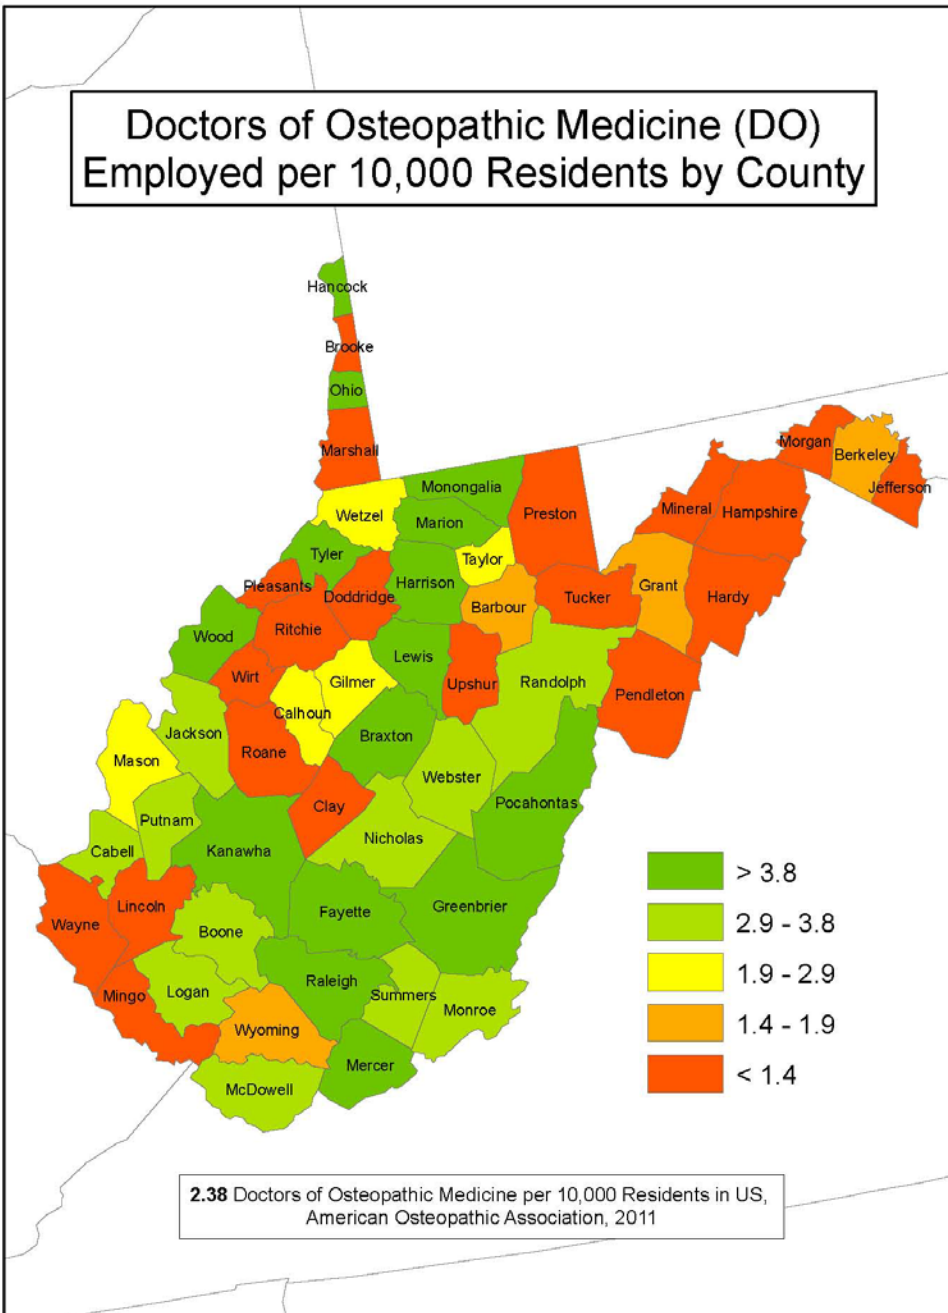 Doctors of Osteopathic Medicine (DO)
Employed per 10,000 Residents by County
Hancock
Brooke
Ohio
Marshall
Morgan
Berkeley
Jefferson
Monongalia
Wetzel
Preston
Mineral
Hampshire
Marion
Tyler
Taylor
Harrison
Pleasants
Doddridge
Barbour
Tucker
Grant
Hardy
Wood
Ritchie
Lewis
Wirt
Gilmer
Upshur
Randolph
Pendleton
Calhoun
Jackson
Braxton
Roane
Mason
Webster
Clay
Pocahontas
Putnam
Nicholas
Cabell
Kanawha
Lincoln
Fayette
Greenbrier
Wayne
Boone
Raleigh
Logan
Mingo
Summers
Monroe
Wyoming
Mercer
McDowell
> 3.8
2.9 - 3.8
1.9 - 2.9
1.4 - 1.9
< 1.4
2.38 Doctors of Osteopathic Medicine per 10,000 Residents in US,
American Osteopathic Association, 2011